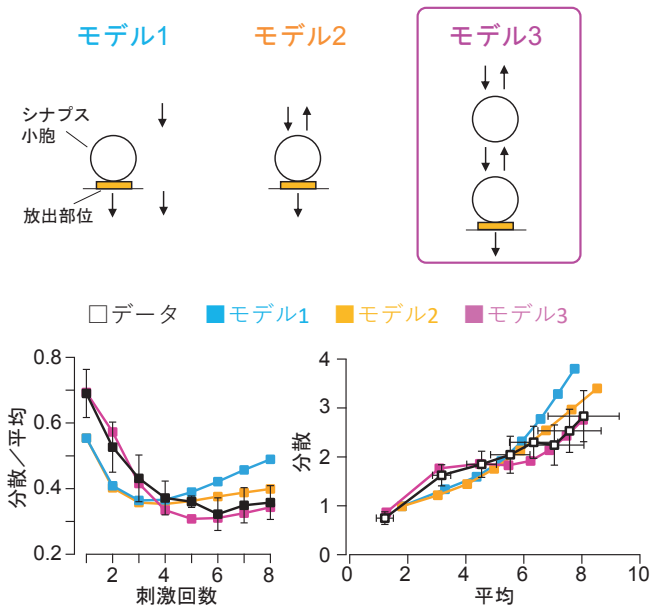 モデル1
モデル2
モデル3
シナプス
小胞
放出部位
データ
モデル1
モデル2
モデル3
0.8
0.6
0.4
0.2
分散／平均
2
4
6
8
刺激回数
4
3
2
1
0
分散
0
2
4
6
8
10
平均